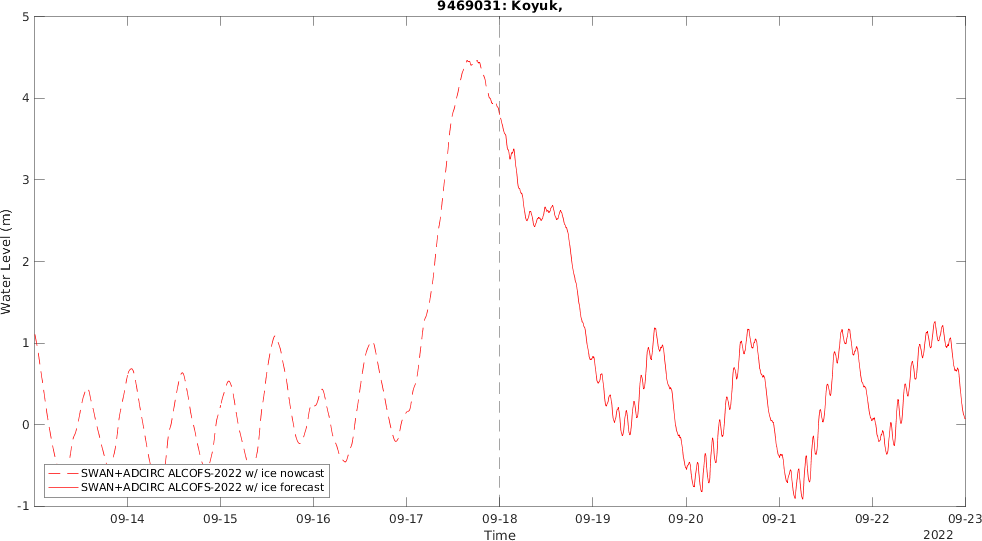 9469031: Koyuk,
5
4
3
2
1
0
-1
Water Level (m)
SWAN+ADCIRC ALCOFS-2022 w/ ice nowcast
SWAN+ADCIRC ALCOFS-2022 w/ ice forecast
09-14 09-15 09-16 09-17 09-18 09-19 09-20 09-21 09-22 09-23
Time
2022